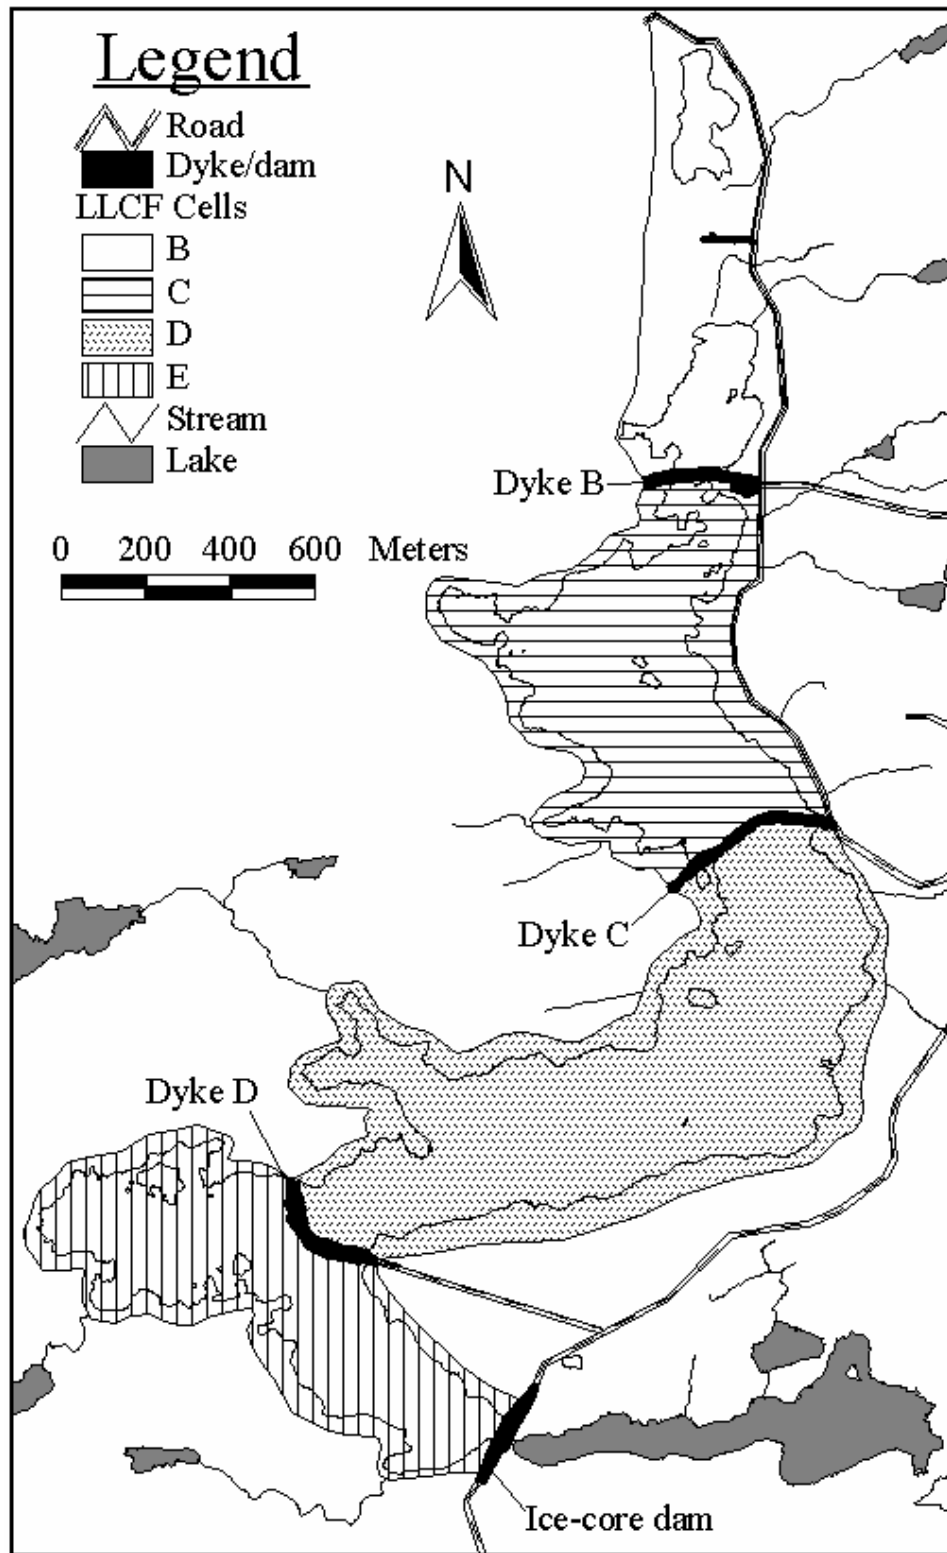 Legend
Road
Dyke/dam
LLCF Cells
B
C
D
E
Stream
Lake
N
0 200 400 600 Meters
Dyke B
Dyke C
Dyke D
Ice-core dam